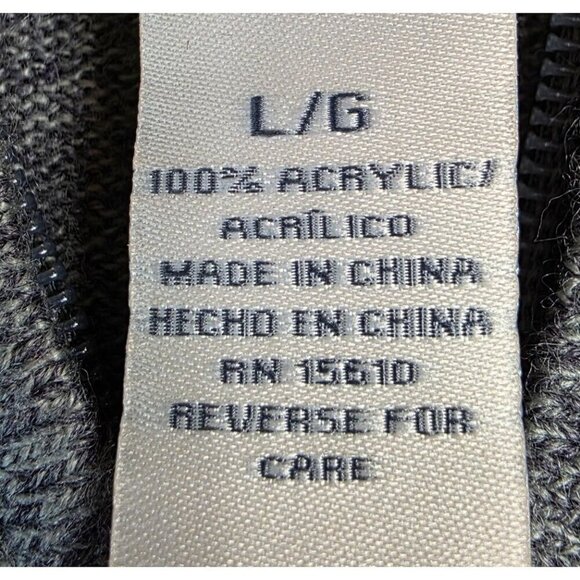 L/G
100% ACRYLIC/
ACRÍLICO
MADE IN CHINA
HECHO EN CHINA
RN 15610
REVERSE FOR
CARE